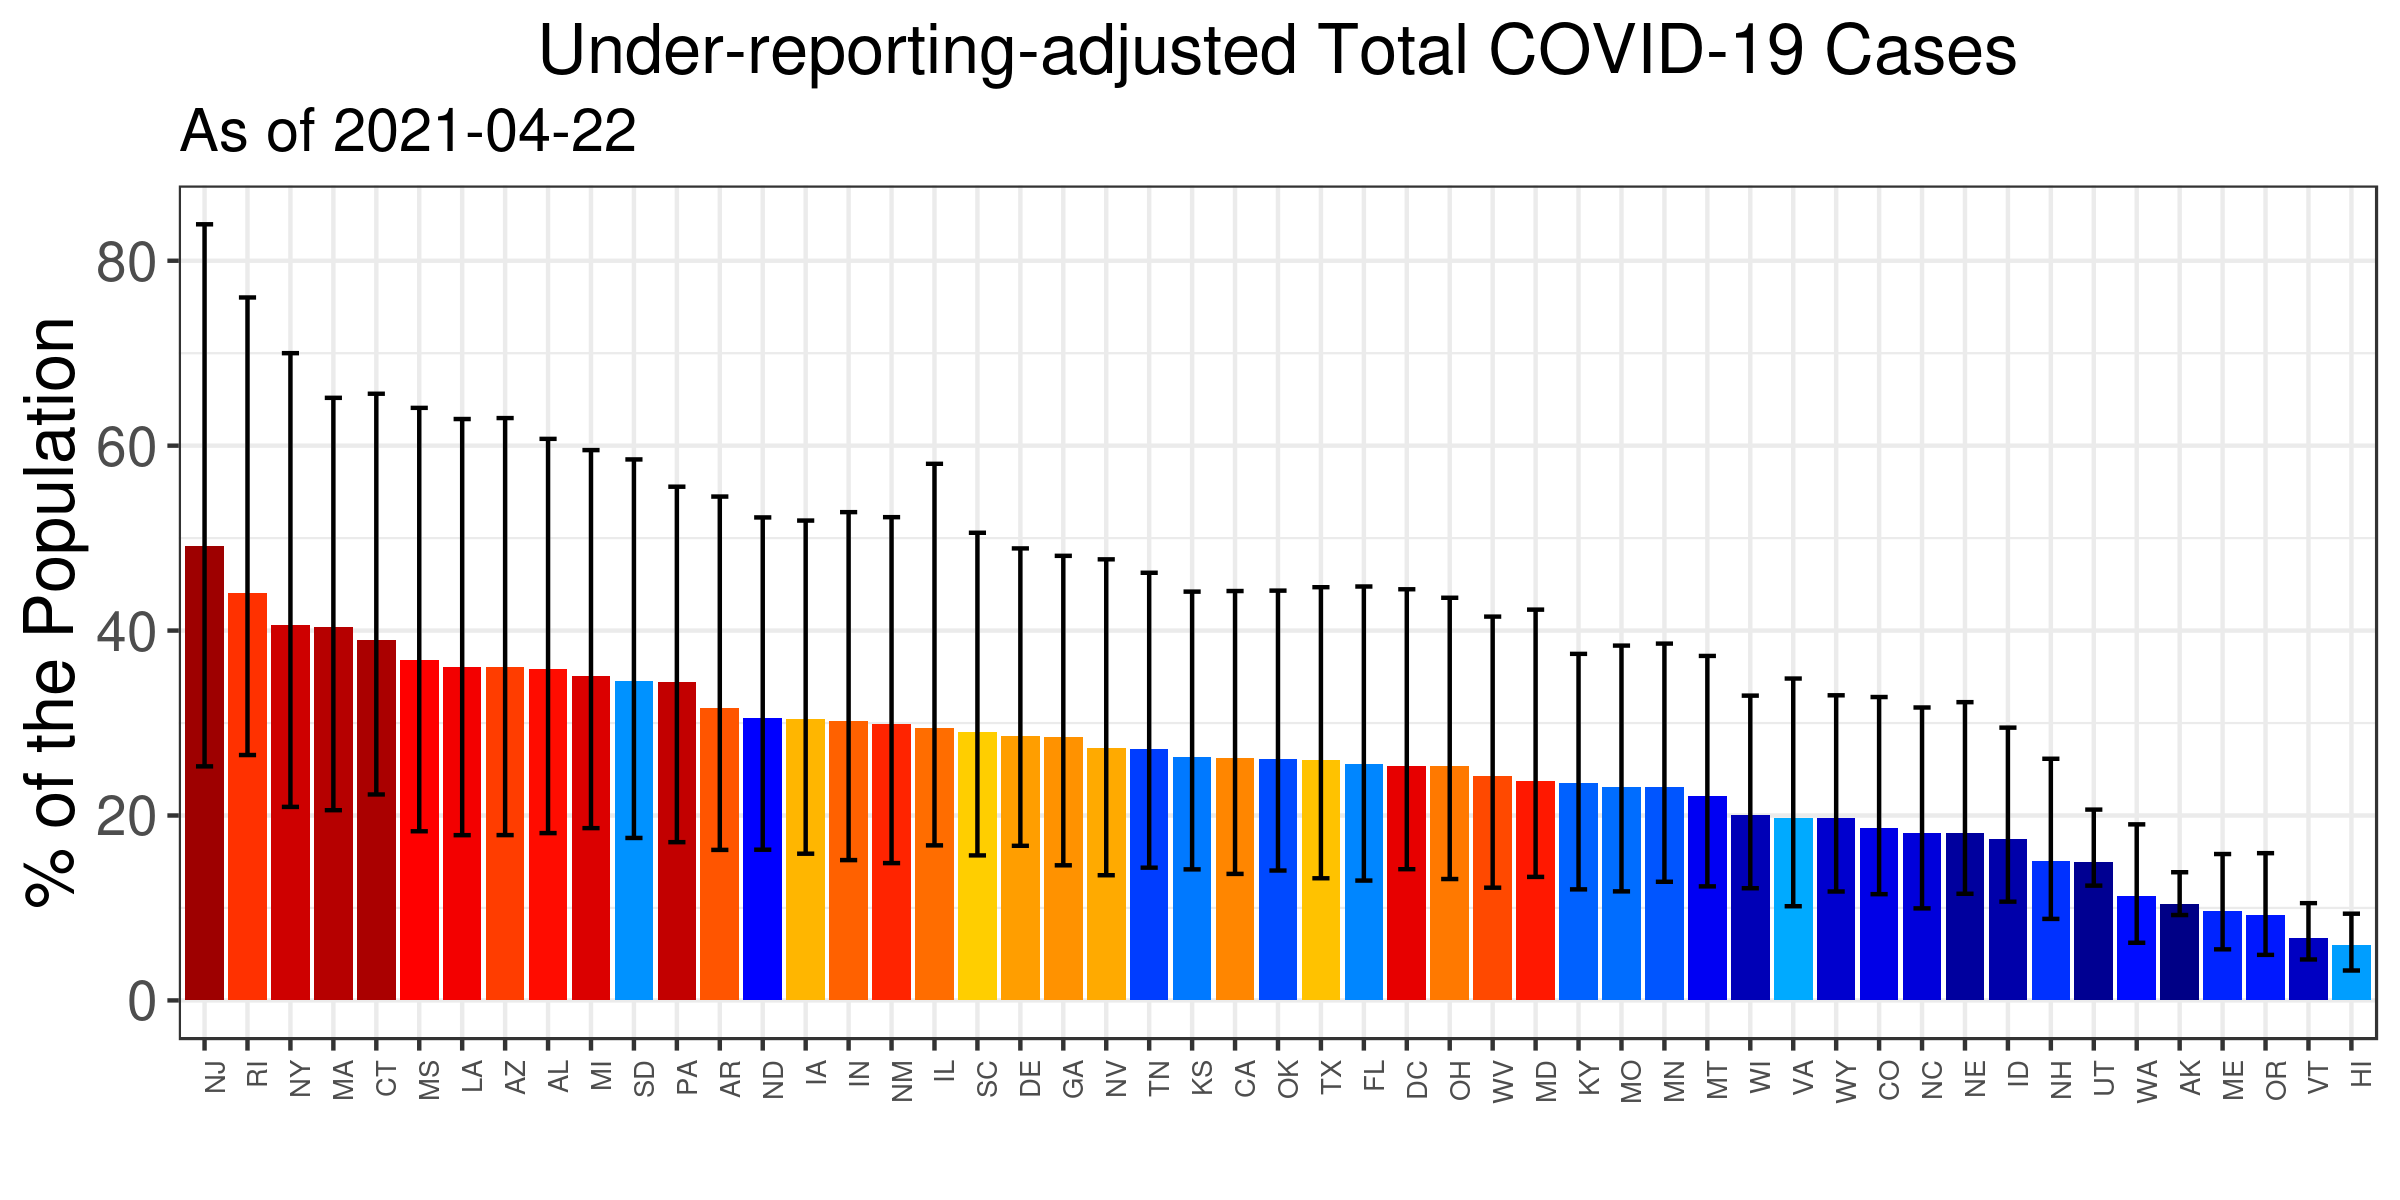 Under-reporting-adjusted Total COVID-19 Cases
As of 2021-04-22
% of the Population
80
60
40
20
0
NJ RI NY MA CT MS LA AZ AL MI SD PA AR ND IA IN NM IL SC DE GA NV TN KS CA OK TX FL DC OH WV MD KY MO MN MT WI VA WY CO NC NE ID NH UT WA AK ME OR VT HI